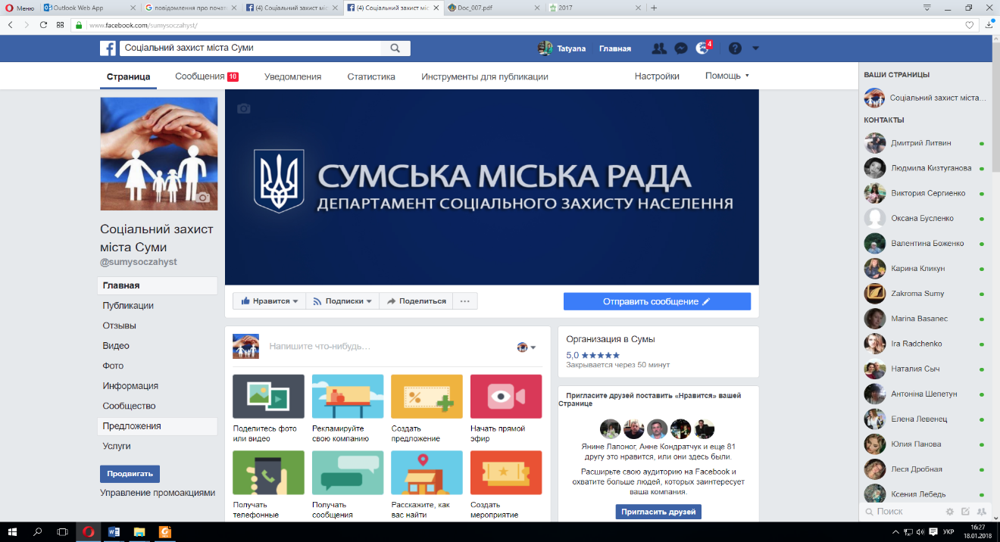 Меню
Outlook Web App
повідомлення про почат
(4) Соціальний захист міс
(4) Соціальний захист міс
Doc_007.pdf
2017
www.facebook.com/sumysoczahyst/
Соціальний захист міста Суми
Tatyana
Главная
4
Страница
Сообщения 10
Уведомления
Статистика
Инструменты для публикации
Настройки
Помощь
СУМСЬКА МІСЬКА РАДА
ДЕПАРТАМЕНТ СОЦІАЛЬНОГО ЗАХИСТУ НАСЕЛЕННЯ
Соціальний захист
міста Суми
@sumysoczahyst
Главная
Публикации
Отзывы
Видео
Фото
Информация
Сообщество
Предложения
Услуги
Продвигать
Управление промоакциями
Нравится
Подписки
Поделиться
Отправить сообщение
Напишите что-нибудь...
Поделитесь фото
или видео
Рекламируйте
свою компанию
Создать
предложение
Начать прямой
эфир
Получать
телефонные
Получать
сообщения
Расскажите, как
вас найти
Создать
мероприятие
Организация в Сумы
5,0 ★★★★★
Закрывается через 50 минут
Пригласите друзей поставить «Нравится» вашей
Странице
Янине Лапоног, Анне Кондратчук и еще 81
другу это нравится, или они здесь были.
Расширьте свою аудиторию на Facebook и
охватите больше людей, которых заинтересует
ваша компания.
Пригласить друзей
ВАШИ СТРАНИЦЫ
Соціальний захист міста...
КОНТАКТЫ
Дмитрий Литвин
Людмила Кизтуганова
Виктория Сергиенко
Оксана Бусленко
Валентина Боженко
Карина Кликун
Zakroma Sumy
Marina Basanec
Ira Radchenko
Наталия Сыч
Антоніна Шепетун
Елена Левенец
Юлия Панова
Леся Дробная
Ксения Лебедь
Поиск
УКР
16:27
18.01.2018